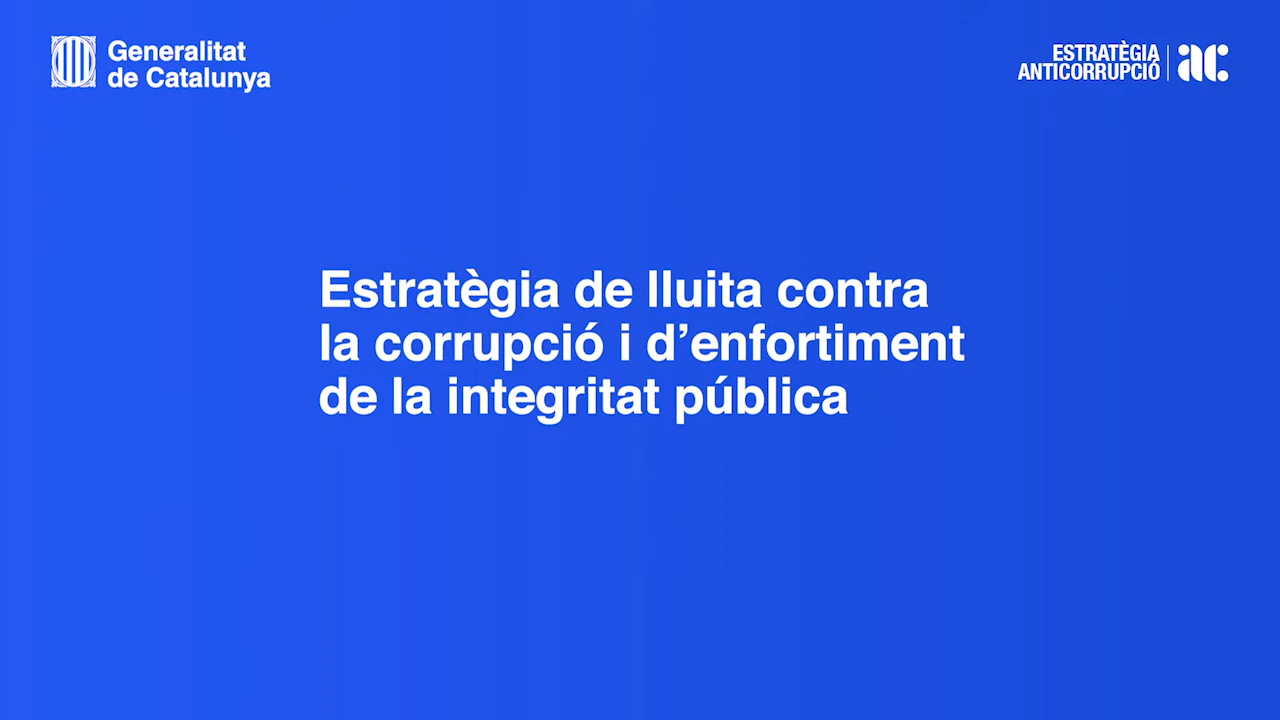 Generalitat
de Catalunya
ESTRATÈGIA
ANTICORRUPCIÓ
ac
Estratègia de lluita contra
la corrupció i d’enfortiment
de la integritat pública